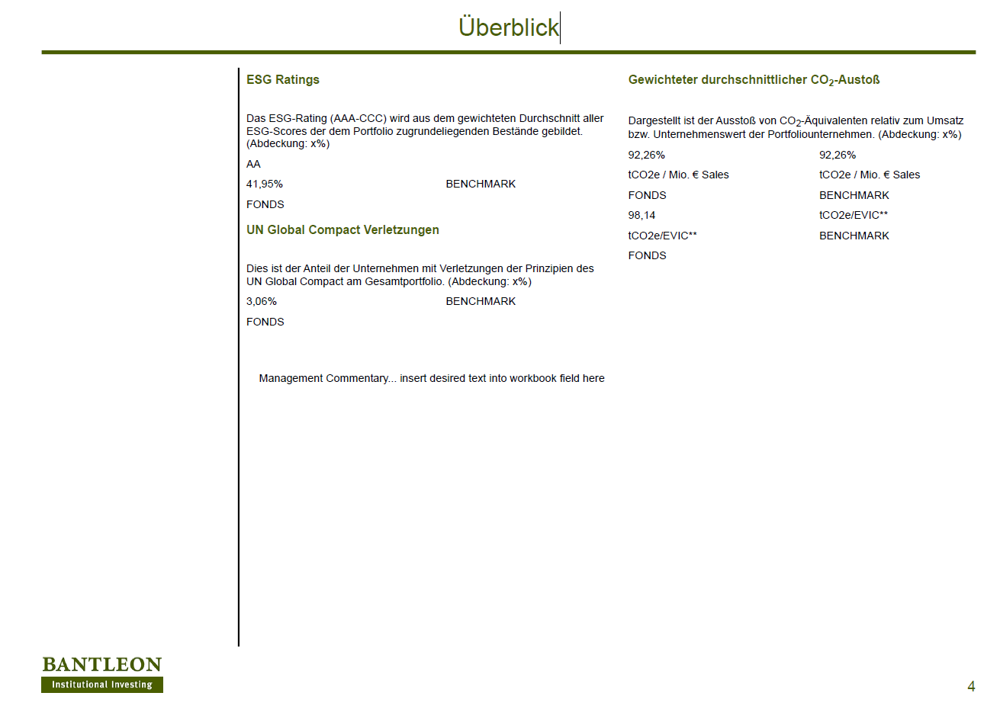 Überblick
ESG Ratings
Das ESG-Rating (AAA-CCC) wird aus dem gewichteten Durchschnitt aller
ESG-Scores der dem Portfolio zugrundeliegenden Bestände gebildet.
(Abdeckung: x%)
AA
41,95% BENCHMARK
FONDS
UN Global Compact Verletzungen
Dies ist der Anteil der Unternehmen mit Verletzungen der Prinzipien des
UN Global Compact am Gesamtportfolio. (Abdeckung: x%)
3,06% BENCHMARK
FONDS
Management Commentary... insert desired text into workbook field here
Gewichteter durchschnittlicher CO₂-Austoß
Dargestellt ist der Ausstoß von CO₂-Äquivalenten relativ zum Umsatz
bzw. Unternehmenswert der Portfoliounternehmen. (Abdeckung: x%)
92,26% 92,26%
tCO2e / Mio. € Sales tCO2e / Mio. € Sales
FONDS BENCHMARK
98,14 tCO2e/EVIC**
tCO2e/EVIC** BENCHMARK
FONDS
BANTLEON
Institutional Investing
4